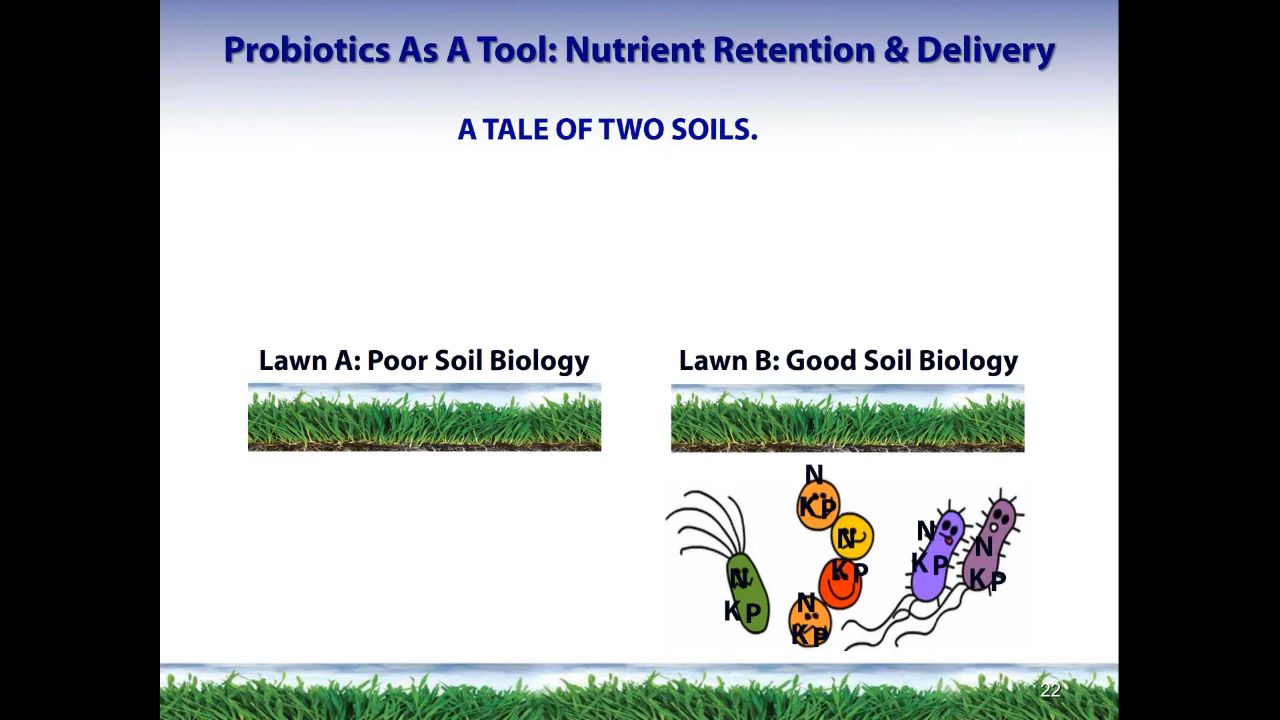 Probiotics As A Tool: Nutrient Retention & Delivery
A TALE OF TWO SOILS.
Lawn A: Poor Soil Biology
Lawn B: Good Soil Biology
N
K P
N
K P
N
K P
N
K P
N
K P
N
K P
22